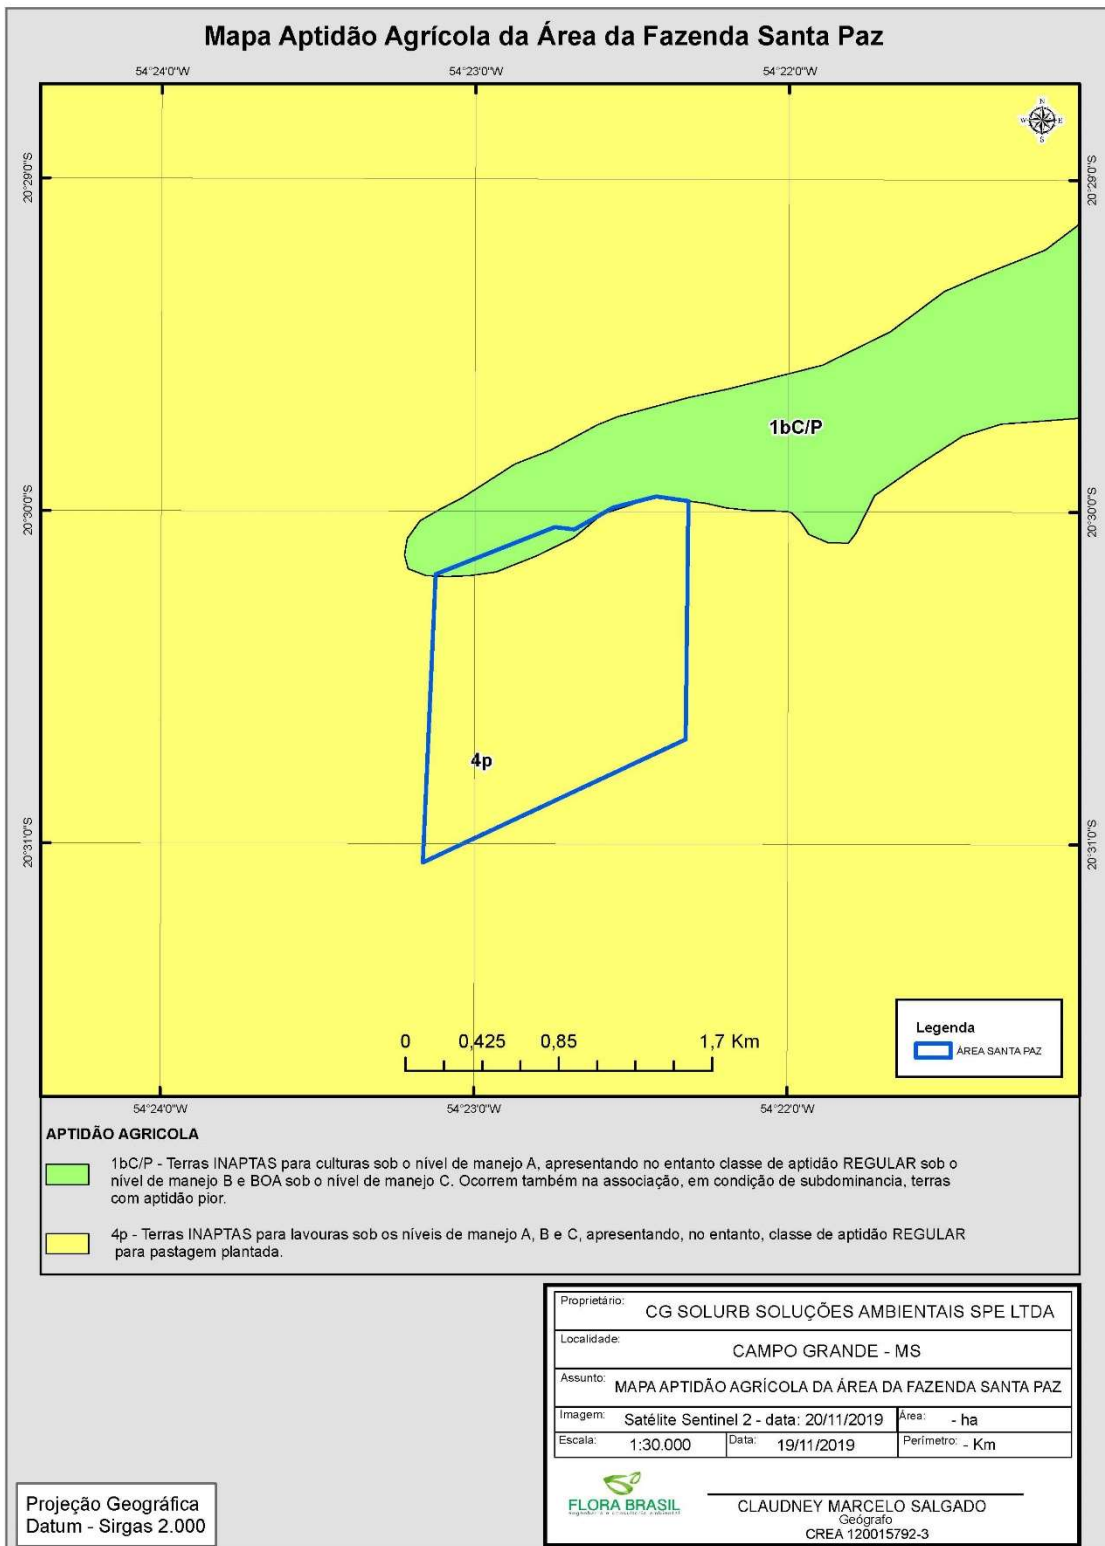 Mapa Aptidão Agrícola da Área da Fazenda Santa Paz
54°24'0"W
54°23'0"W
54°22'0"W
N
W
E
S
20°29'0"S
20°29'0"S
1bC/P
20°30'0"S
20°30'0"S
4p
20°31'0"S
20°31'0"S
0
0,425
0,85
1,7 Km
Legenda
ÁREA SANTA PAZ
54°24'0"W
54°23'0"W
54°22'0"W
APTIDÃO AGRICOLA
1bC/P - Terras INAPTAS para culturas sob o nível de manejo A, apresentando no entanto classe de aptidão REGULAR sob o
nível de manejo B e BOA sob o nível de manejo C. Ocorrem também na associação, em condição de subdominancia, terras
com aptidão pior.
4p - Terras INAPTAS para lavouras sob os níveis de manejo A, B e C, apresentando, no entanto, classe de aptidão REGULAR
para pastagem plantada.
Proprietário: CG SOLURB SOLUÇÕES AMBIENTAIS SPE LTDA
Localidade: CAMPO GRANDE - MS
Assunto: MAPA APTIDÃO AGRÍCOLA DA ÁREA DA FAZENDA SANTA PAZ
Imagem: Satélite Sentinel 2 - data: 20/11/2019 Área: - ha
Escala: 1:30.000 Data: 19/11/2019 Perímetro: - Km
FLORA BRASIL
CLAUDNEY MARCELO SALGADO
Geógrafo
CREA 120015792-3
Projeção Geográfica
Datum - Sirgas 2.000